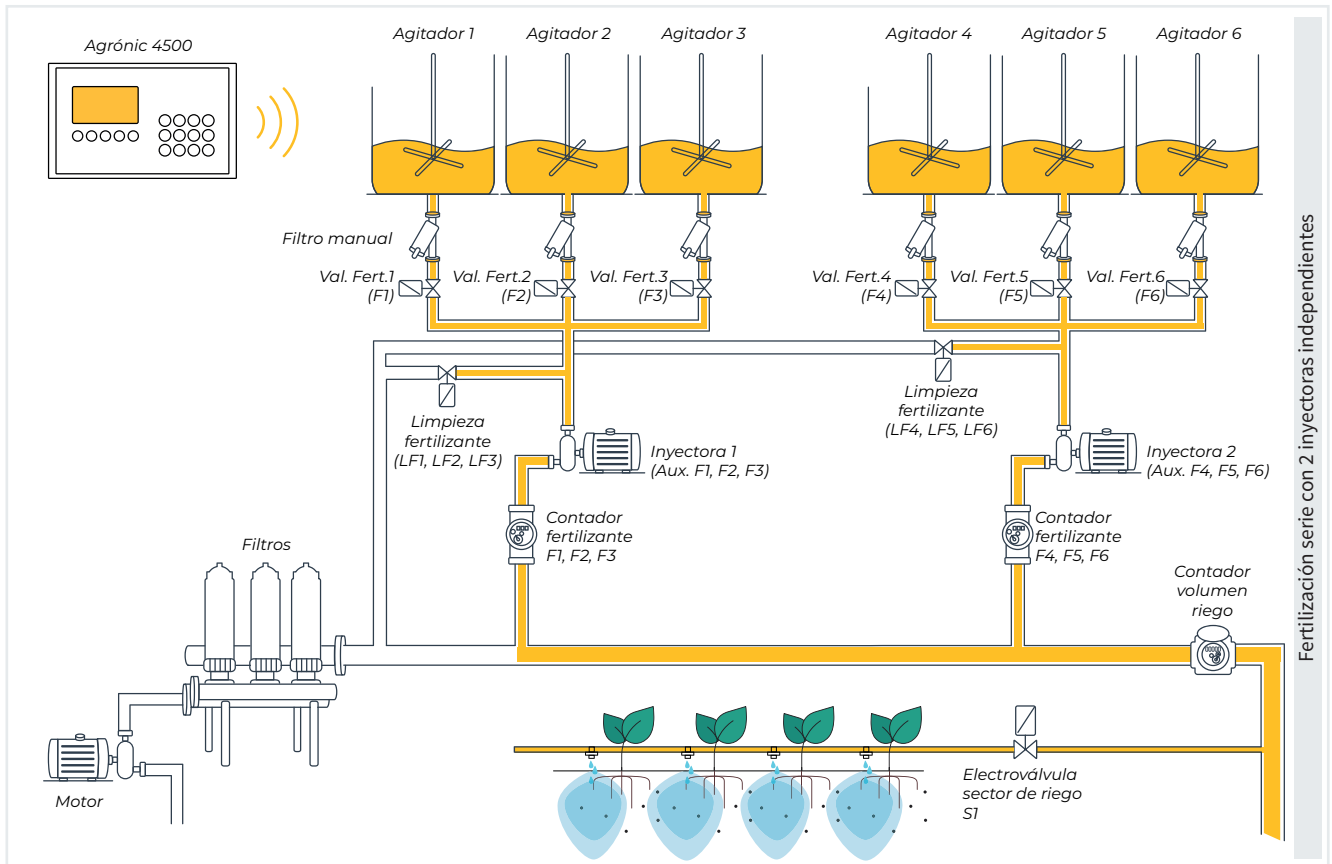 Agrónic 4500
Agitador 1
Agitador 2
Agitador 3
Agitador 4
Agitador 5
Agitador 6
Filtro manual
Val. Fert.1
(F1)
Val. Fert.2
(F2)
Val. Fert.3
(F3)
Val. Fert.4
(F4)
Val. Fert.5
(F5)
Val. Fert.6
(F6)
Limpieza
fertilizante
(LF1, LF2, LF3)
Limpieza
fertilizante
(LF4, LF5, LF6)
Inyectora 1
(Aux. F1, F2, F3)
Inyectora 2
(Aux. F4, F5, F6)
Contador
fertilizante
F1, F2, F3
Contador
fertilizante
F4, F5, F6
Filtros
Contador
volumen
riego
Motor
Electroválvula
sector de riego
S1
Fertilización serie con 2 inyectoras independientes